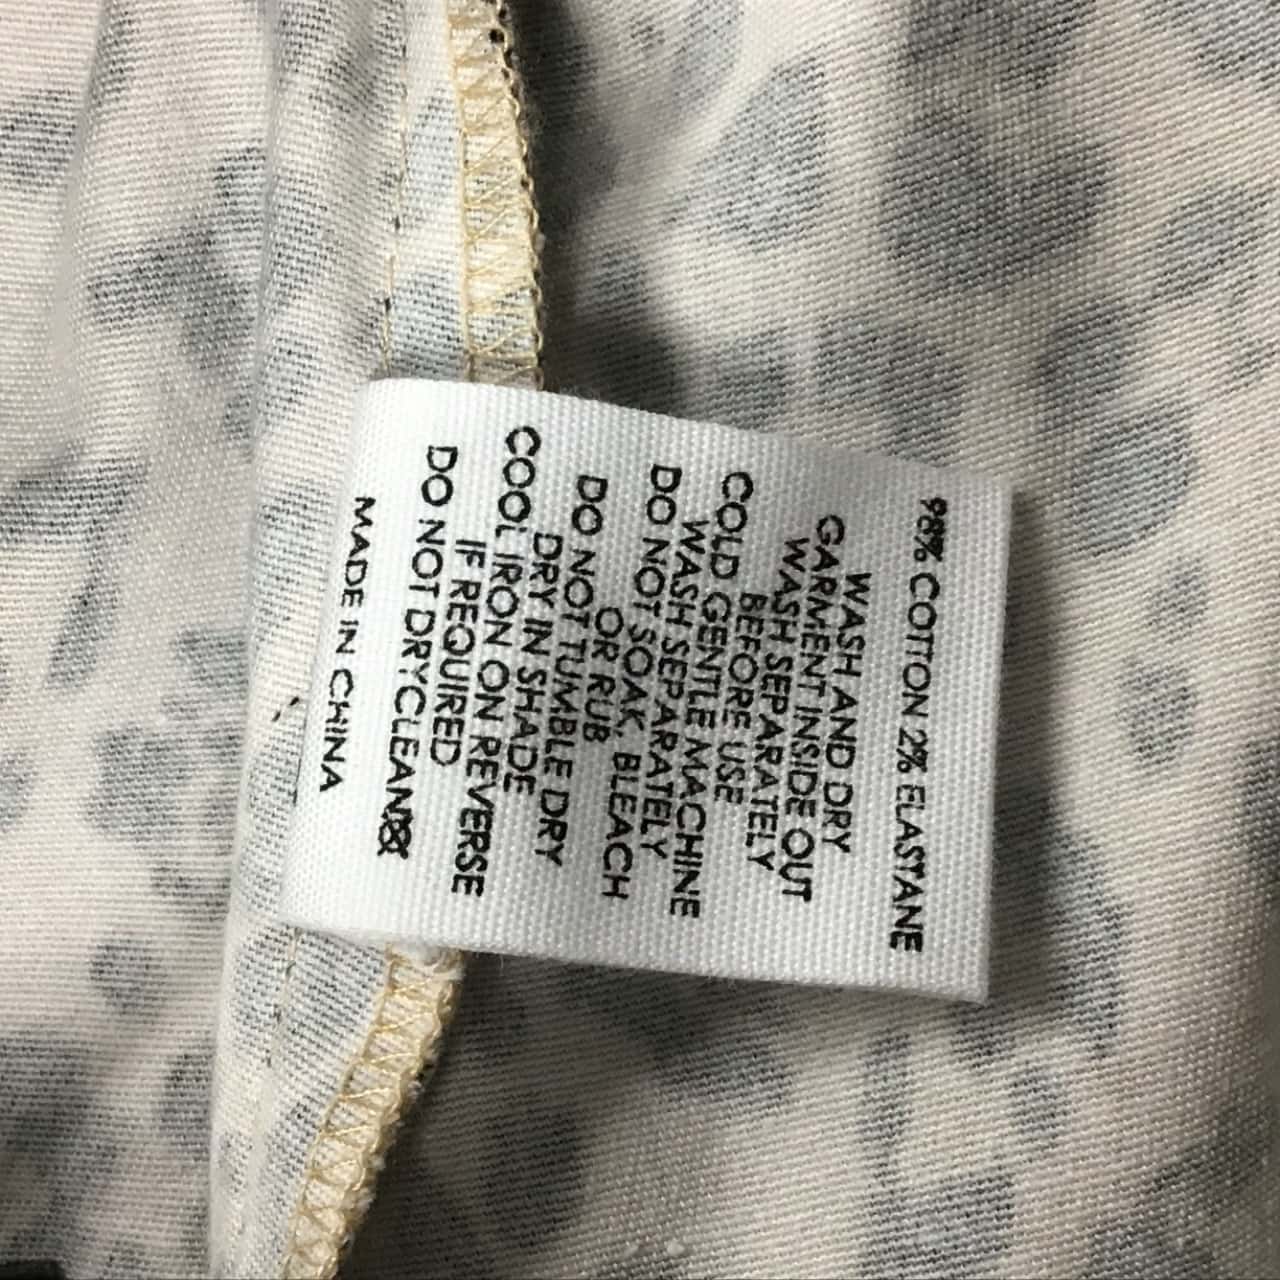 98% COTTON 2% ELASTANE
WASH AND DRY
GARMENT INSIDE OUT
WASH SEPARATELY
BEFORE USE
COLD GENTLE MACHINE
WASH SEPARATELY
DO NOT SOAK, BLEACH
OR RUB
DO NOT TUMBLE DRY
DRY IN SHADE
COOL IRON ON REVERSE
IF REQUIRED
DO NOT DRYCLEAN
MADE IN CHINA